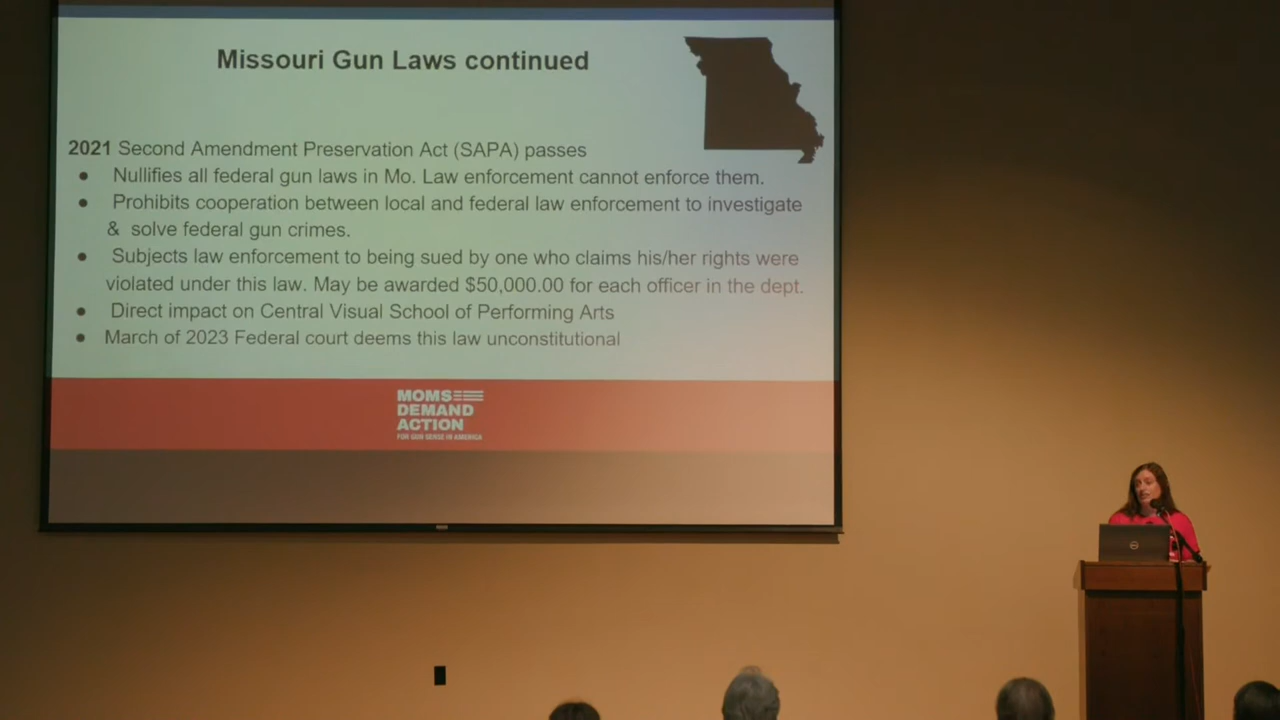 Missouri Gun Laws continued
2021 Second Amendment Preservation Act (SAPA) passes
● Nullifies all federal gun laws in Mo. Law enforcement cannot enforce them.
● Prohibits cooperation between local and federal law enforcement to investigate
& solve federal gun crimes.
● Subjects law enforcement to being sued by one who claims his/her rights were
violated under this law. May be awarded $50,000.00 for each officer in the dept.
● Direct impact on Central Visual School of Performing Arts
● March of 2023 Federal court deems this law unconstitutional
MOMS
DEMAND
ACTION
FOR GUN SENSE IN AMERICA
DELL